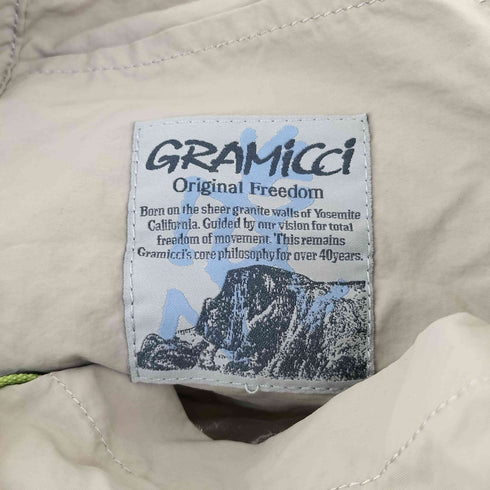 GRAMiCCi
Original Freedom
Born on the sheer granite walls of Yosemite
California. Guided by our vision for total
freedom of movement. This remains
Gramicci's core philosophy for over 40years.